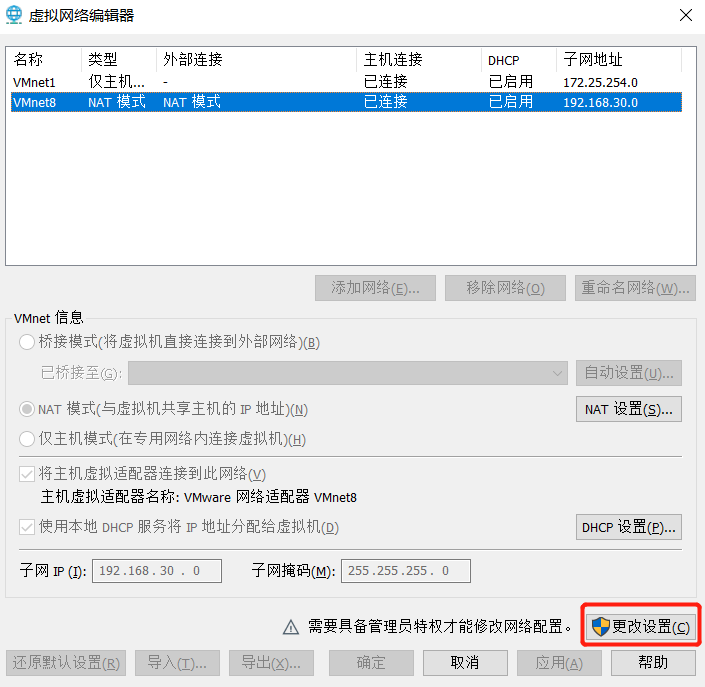 虚拟网络编辑器
名称 类型 外部连接 主机连接 DHCP 子网地址
VMnet1 仅主机... - 已连接 已启用 172.25.254.0
VMnet8 NAT 模式 NAT 模式 已连接 已启用 192.168.30.0
添加网络(E)... 移除网络(O) 重命名网络(W)...
VMnet 信息
桥接模式(将虚拟机直接连接到外部网络)(B)
已桥接至(G): 自动设置(U)...
NAT 模式(与虚拟机共享主机的 IP 地址)(N) NAT 设置(S)...
仅主机模式(在专用网络内连接虚拟机)(H)
将主机虚拟适配器连接到此网络(V)
主机虚拟适配器名称: VMware 网络适配器 VMnet8
使用本地 DHCP 服务将 IP 地址分配给虚拟机(D) DHCP 设置(P)...
子网 IP (I): 192.168.30 . 0 子网掩码(M): 255.255.255. 0
需要具备管理员特权才能修改网络配置。 更改设置(C)
还原默认设置(R) 导入(T)... 导出(X)... 确定 取消 应用(A) 帮助